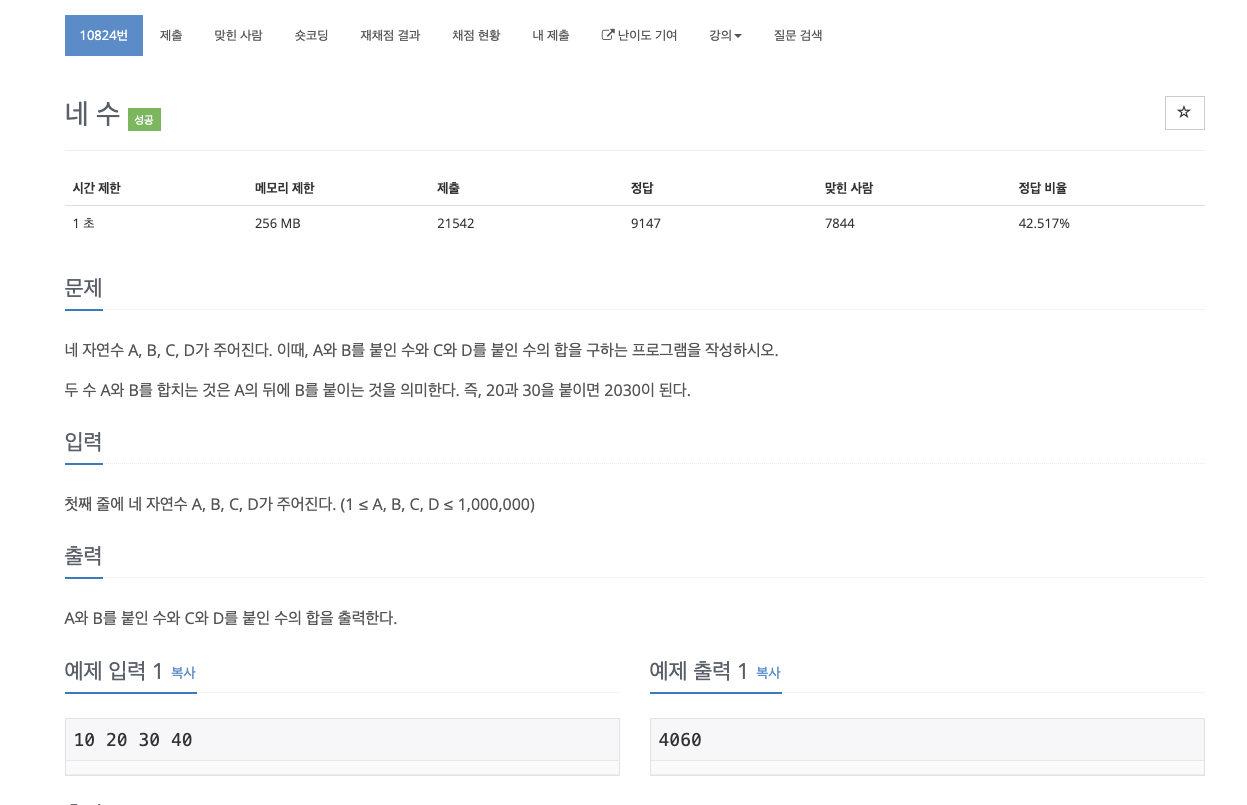 10824번 제출 맞힌 사람 숏코딩 재채점 결과 채점 현황 내 제출 난이도 기여 강의 질문 검색
네 수 성공
시간 제한 메모리 제한 제출 정답 맞힌 사람 정답 비율
1 초 256 MB 21542 9147 7844 42.517%
문제
네 자연수 A, B, C, D가 주어진다. 이때, A와 B를 붙인 수와 C와 D를 붙인 수의 합을 구하는 프로그램을 작성하시오.
두 수 A와 B를 합치는 것은 A의 뒤에 B를 붙이는 것을 의미한다. 즉, 20과 30을 붙이면 2030이 된다.
입력
첫째 줄에 네 자연수 A, B, C, D가 주어진다. (1 ≤ A, B, C, D ≤ 1,000,000)
출력
A와 B를 붙인 수와 C와 D를 붙인 수의 합을 출력한다.
예제 입력 1 복사 예제 출력 1 복사
10 20 30 40 4060